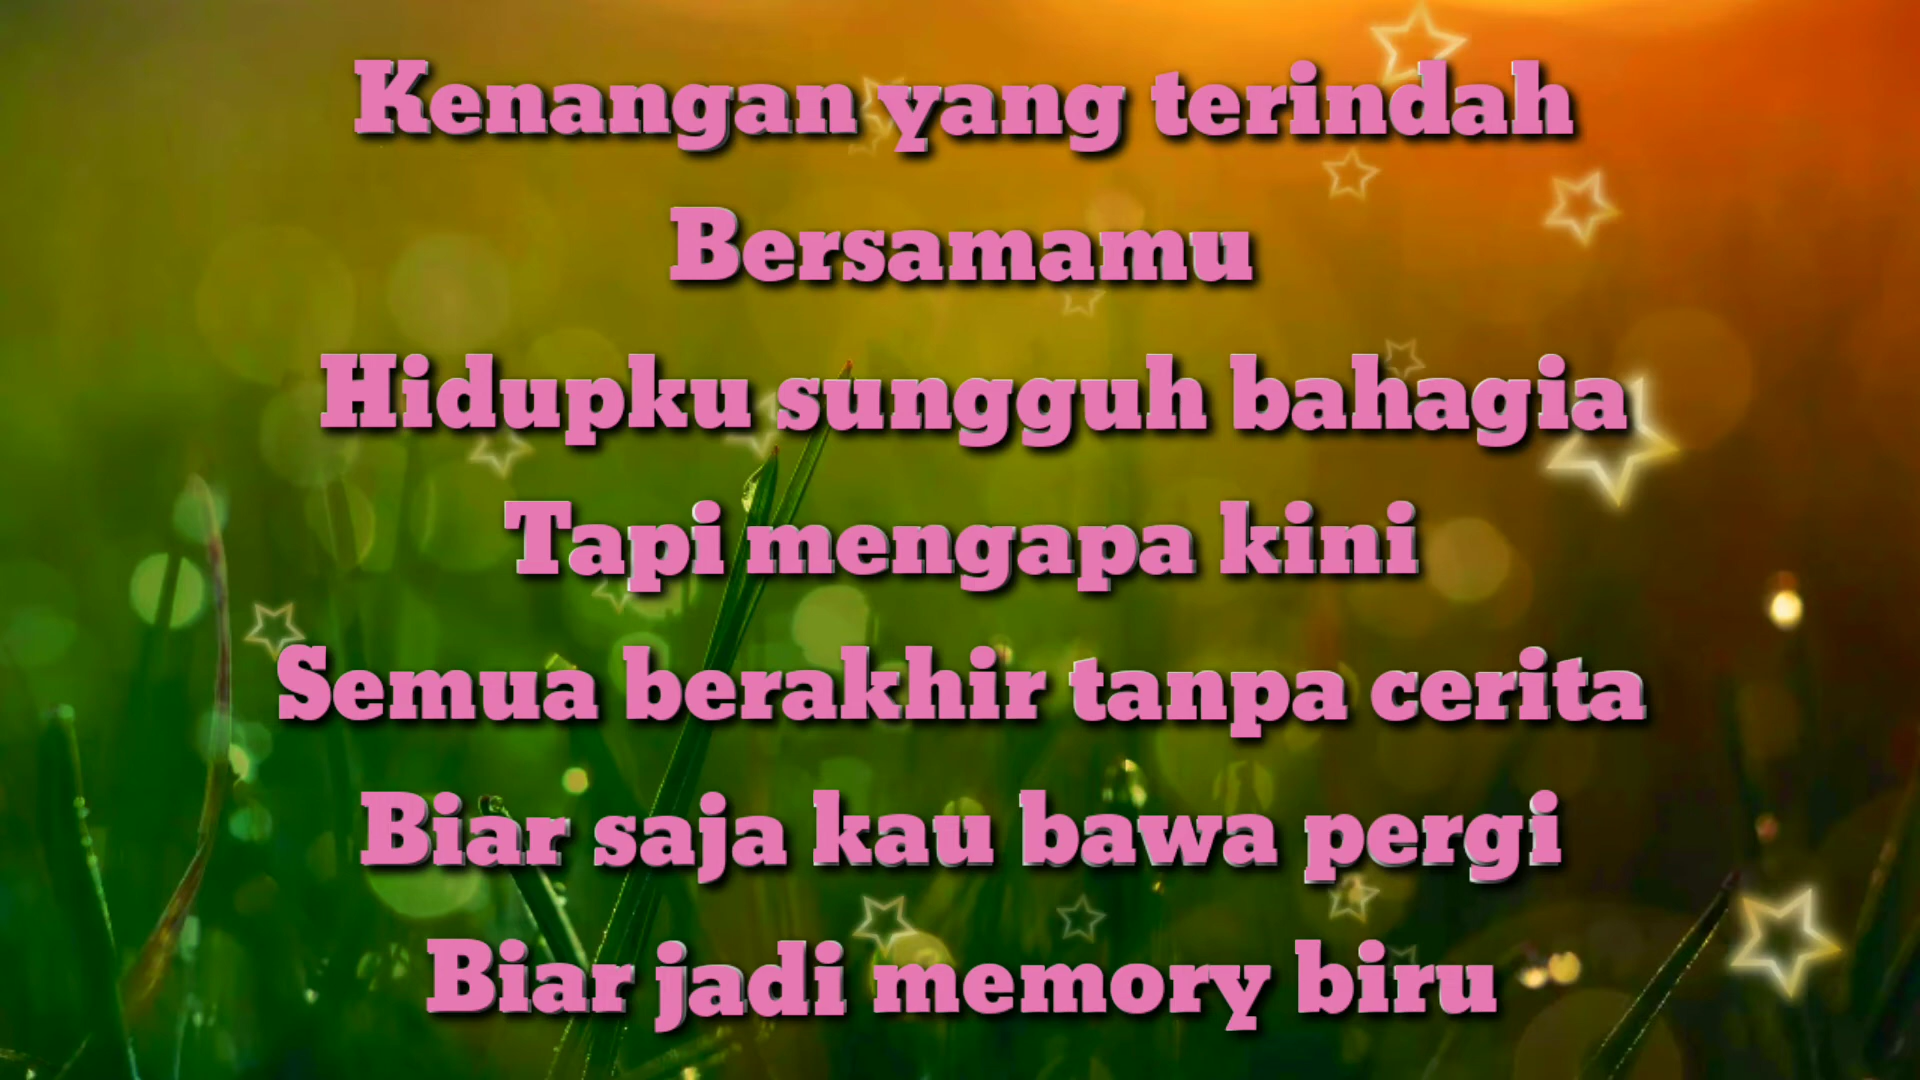 Kenangan yang terindah
Bersamamu
Hidupku sungguh bahagia
Tapi mengapa kini
Semua berakhir tanpa cerita
Biar saja kau bawa pergi
Biar jadi memory biru